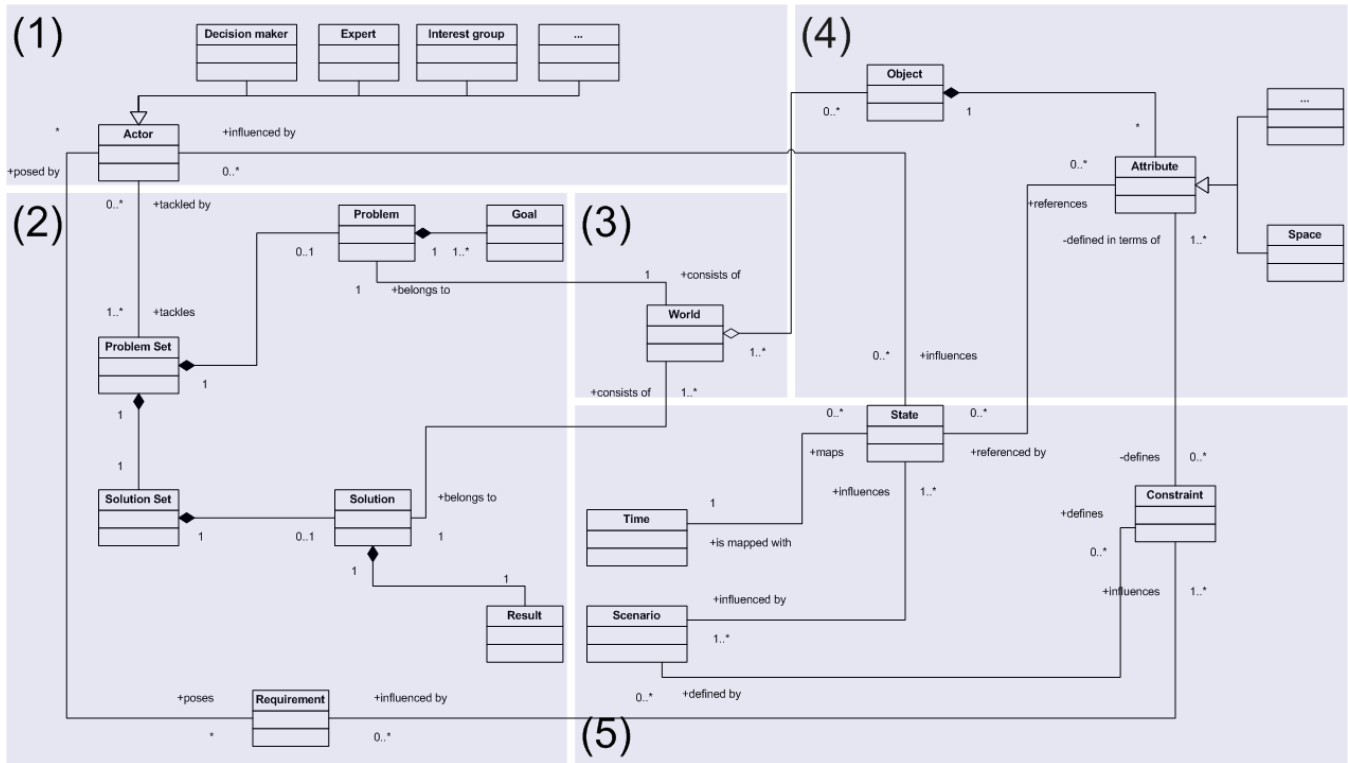 (1)
Decision maker
Expert
Interest group
...
*
Actor
+influenced by
+posed by
0..*
0..*
+tackled by
(4)
Object
0..*
1
*
...
0..*
Attribute
+references
-defined in terms of
1..*
Space
(2)
Problem
Goal
0..1
1
1..*
1
+belongs to
1..*
+tackles
Problem Set
1
1
1
Solution Set
Solution
+belongs to
1
0..1
1
1
1
Result
+poses
Requirement
+influenced by
*
0..*
(3)
1
+consists of
World
1..*
+consists of
1..*
0..*
+influences
0..*
State
0..*
+maps
+referenced by
-defines
0..*
+influences
1..*
Constraint
1
Time
+defines
+is mapped with
0..*
+influences
1..*
+influenced by
Scenario
1..*
0..*
+defined by
(5)